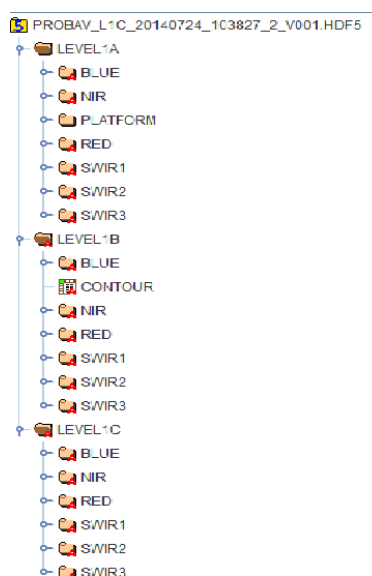 PROBAV_L1C_20140724_103827_2_V001.HDF5
LEVEL1A
BLUE
NIR
PLATFORM
RED
SWIR1
SWIR2
SWIR3
LEVEL1B
BLUE
CONTOUR
NIR
RED
SWIR1
SWIR2
SWIR3
LEVEL1C
BLUE
NIR
RED
SWIR1
SWIR2
SWIR3